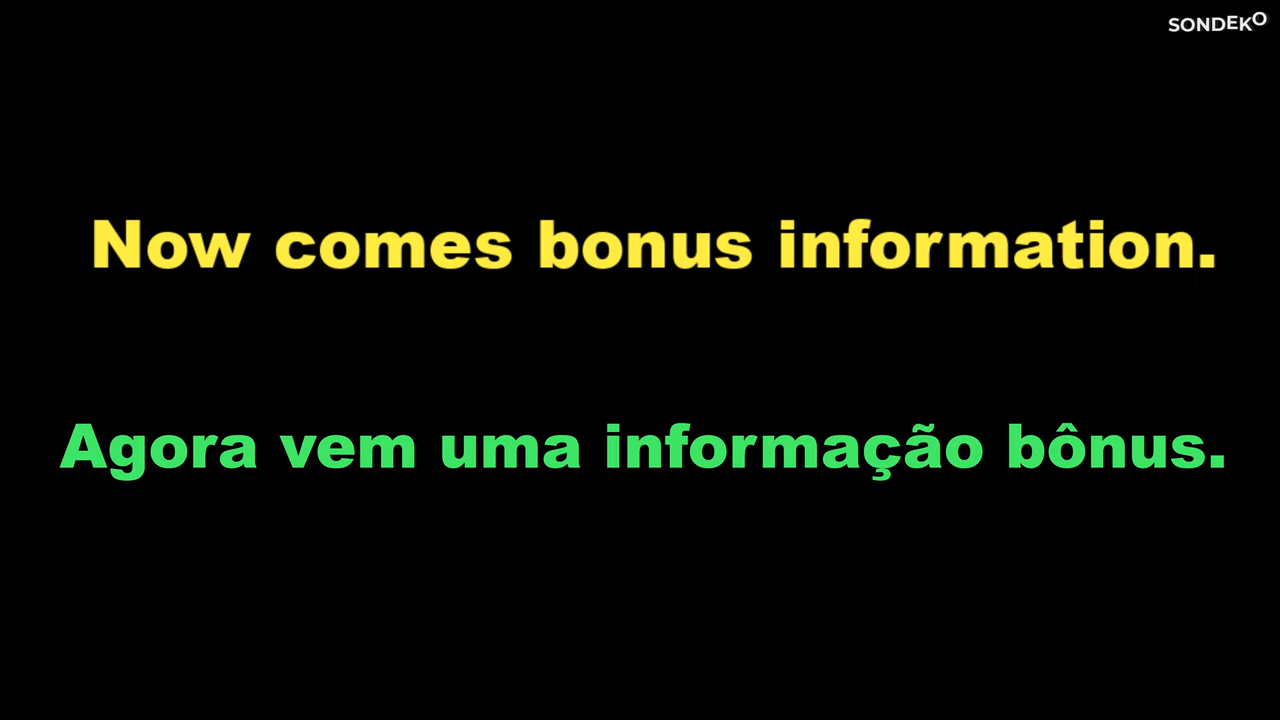 SONDEKO
Now comes bonus information.
Agora vem uma informação bônus.